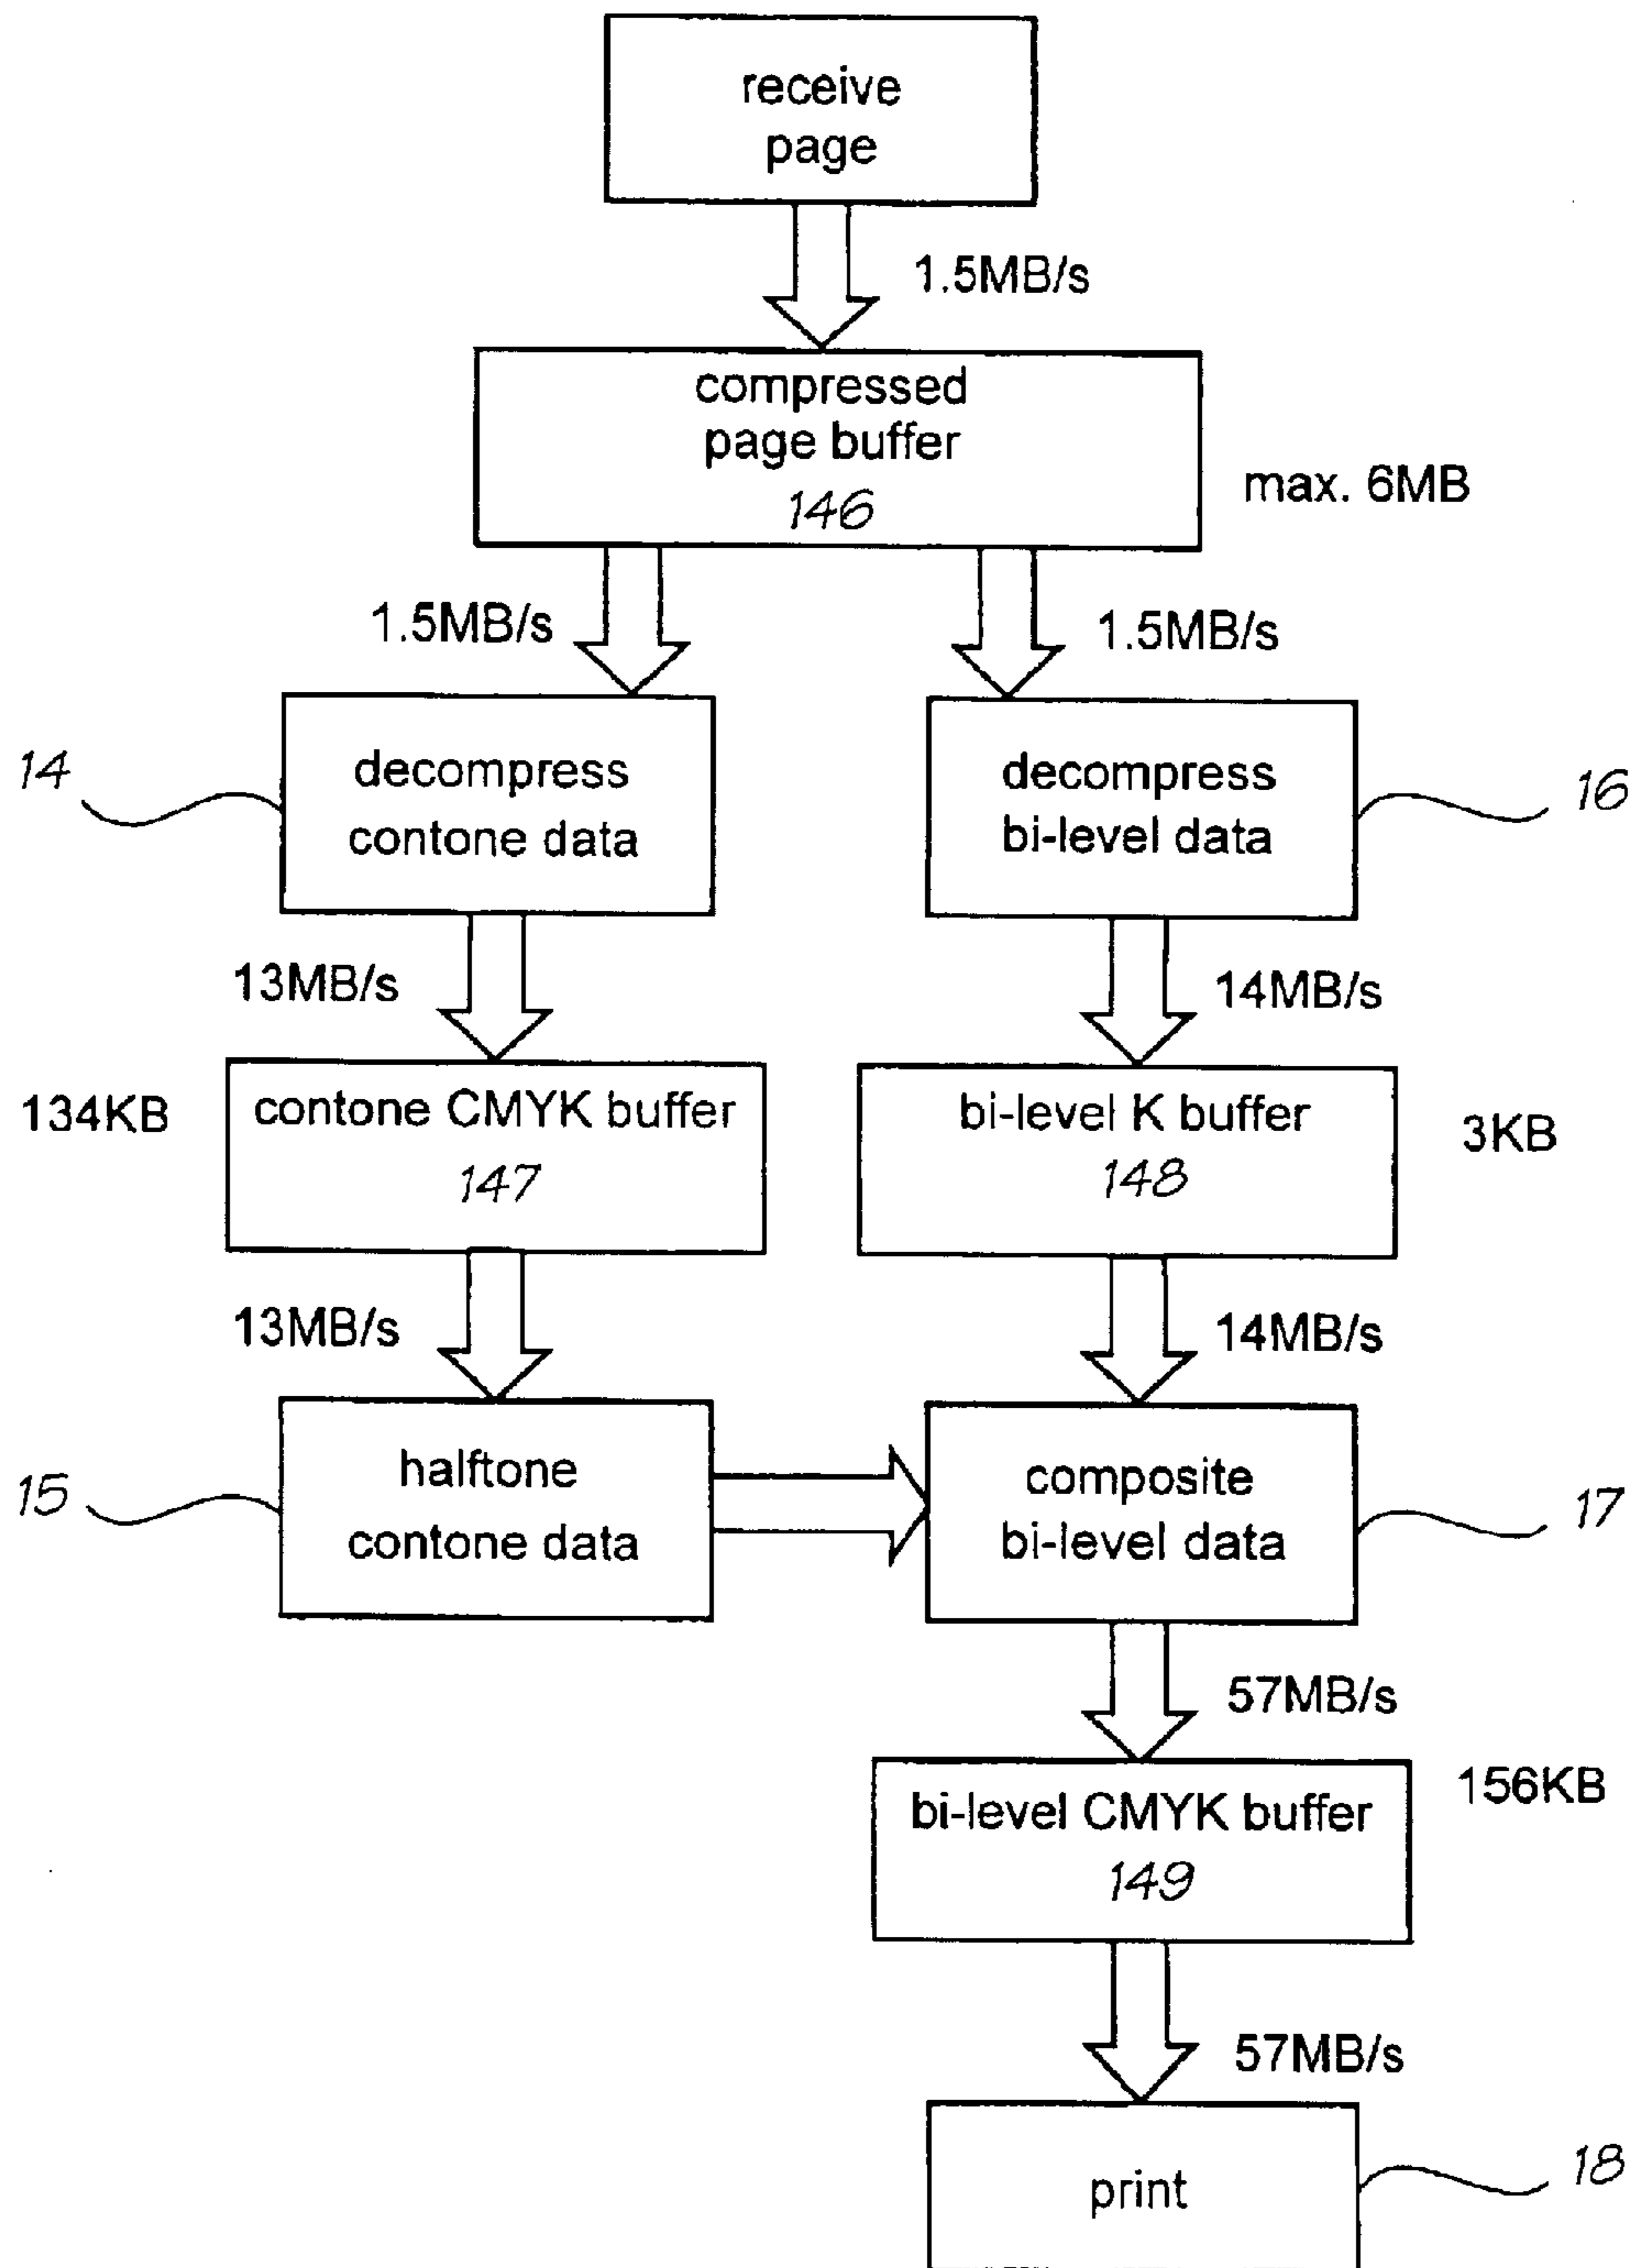 receive
page
1.5MB/s
compressed
page buffer
146
max. 6MB
1.5MB/s
1.5MB/s
14
decompress
contone data
decompress
bi-level data
16
13MB/s
14MB/s
134KB
contone CMYK buffer
147
bi-level K buffer
148
3KB
13MB/s
14MB/s
15
halftone
contone data
composite
bi-level data
17
57MB/s
bi-level CMYK buffer
149
156KB
57MB/s
print
18